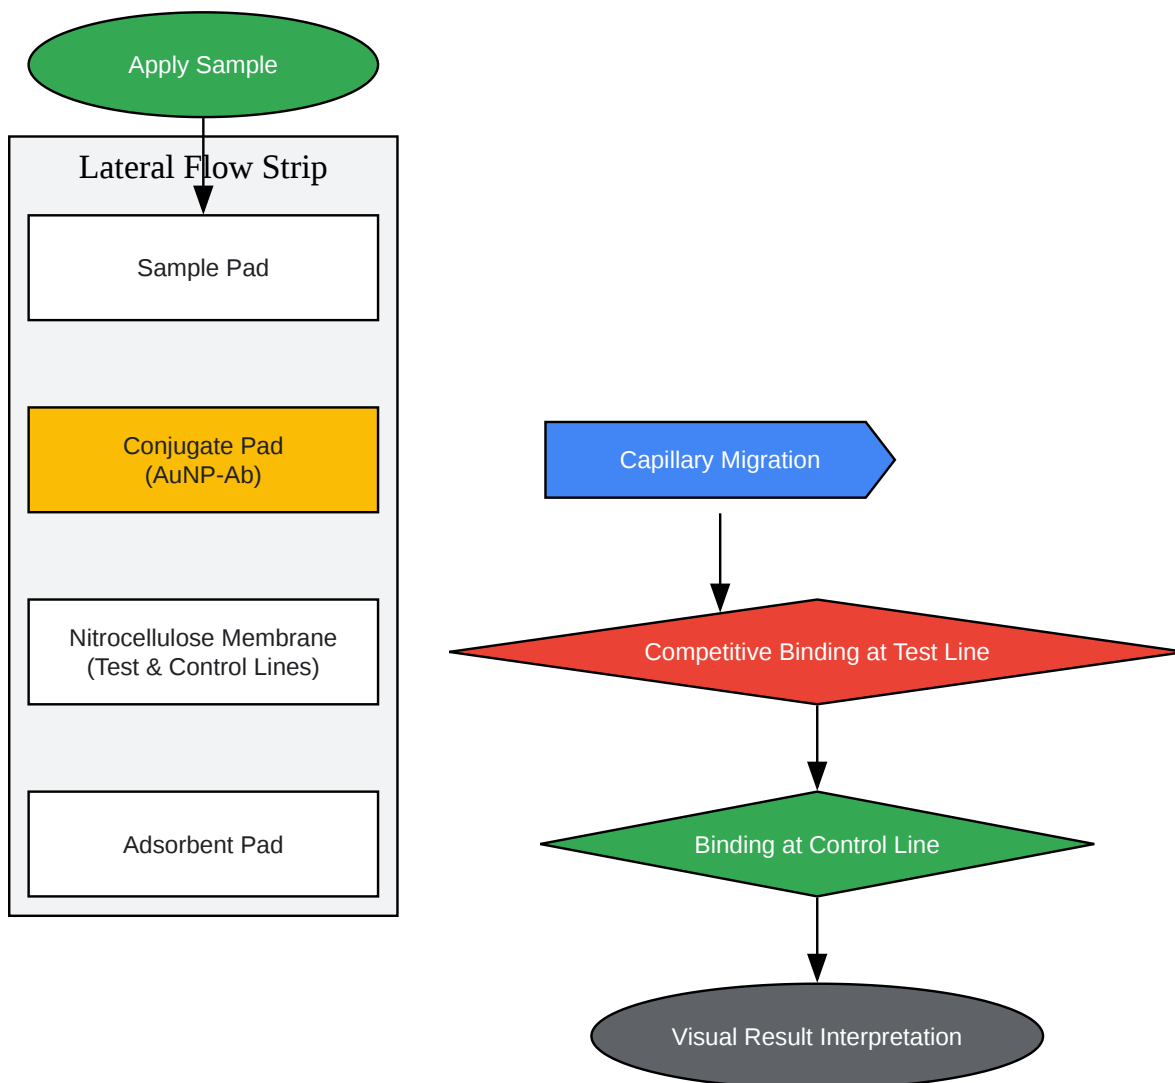 Apply Sample
Lateral Flow Strip
Sample Pad
Conjugate Pad
(AuNP-Ab)
Capillary Migration
Nitrocellulose Membrane
(Test & Control Lines)
Competitive Binding at Test Line
Adsorbent Pad
Binding at Control Line
Visual Result Interpretation